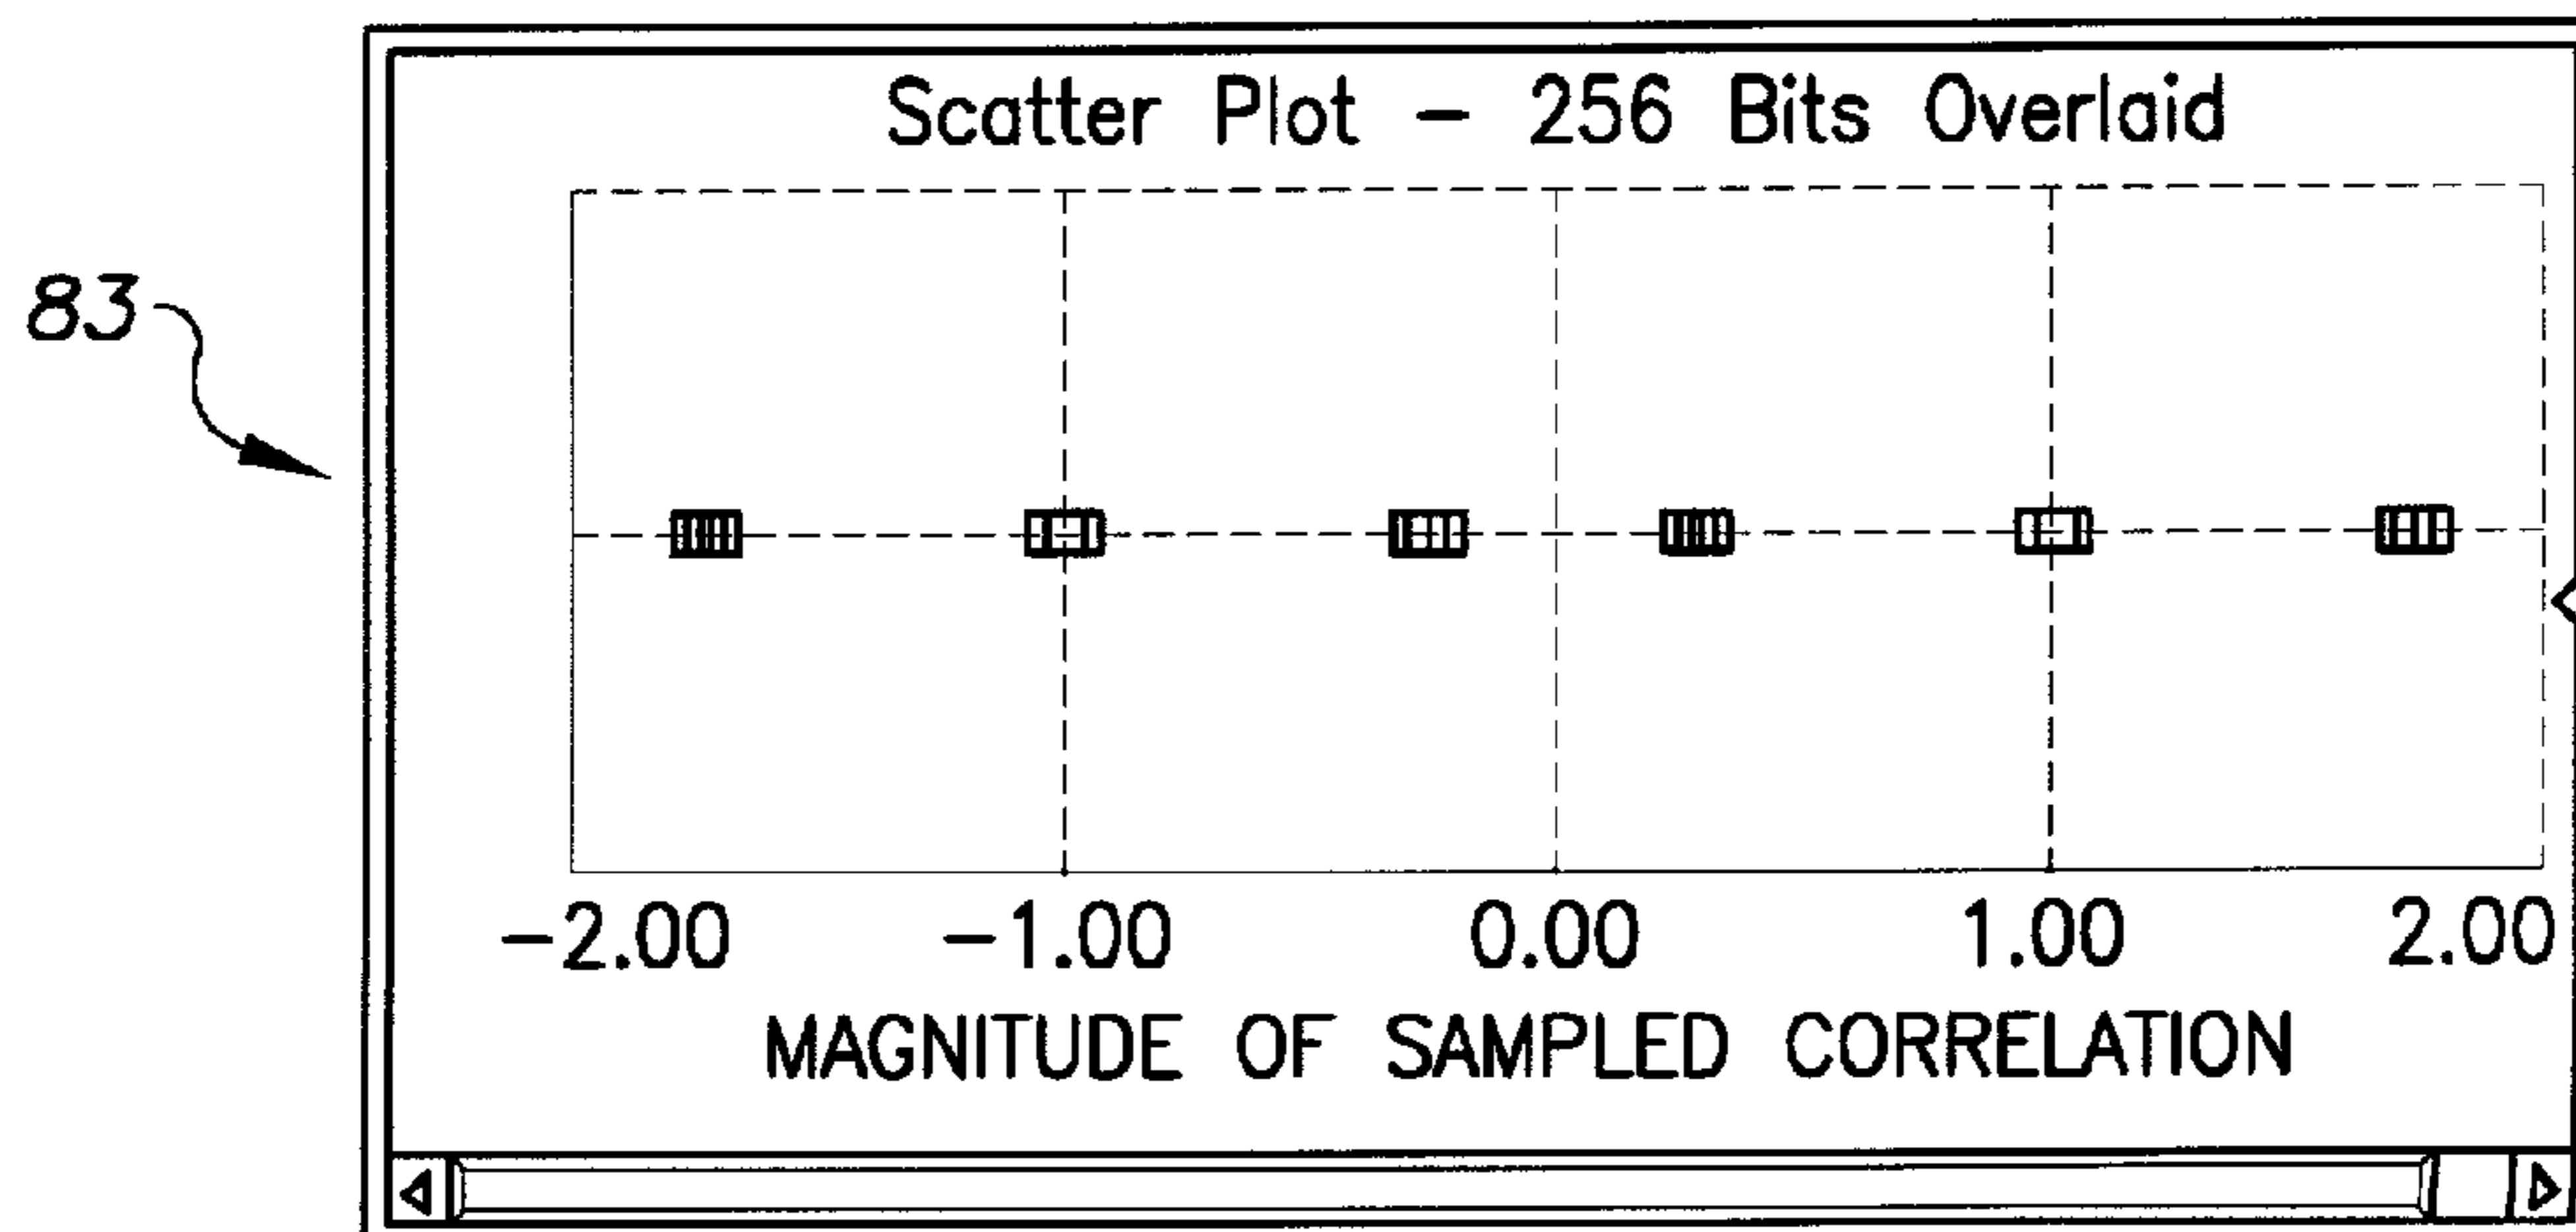 Scatter Plot - 256 Bits Overlaid
83
-2.00 -1.00 0.00 1.00 2.00
MAGNITUDE OF SAMPLED CORRELATION